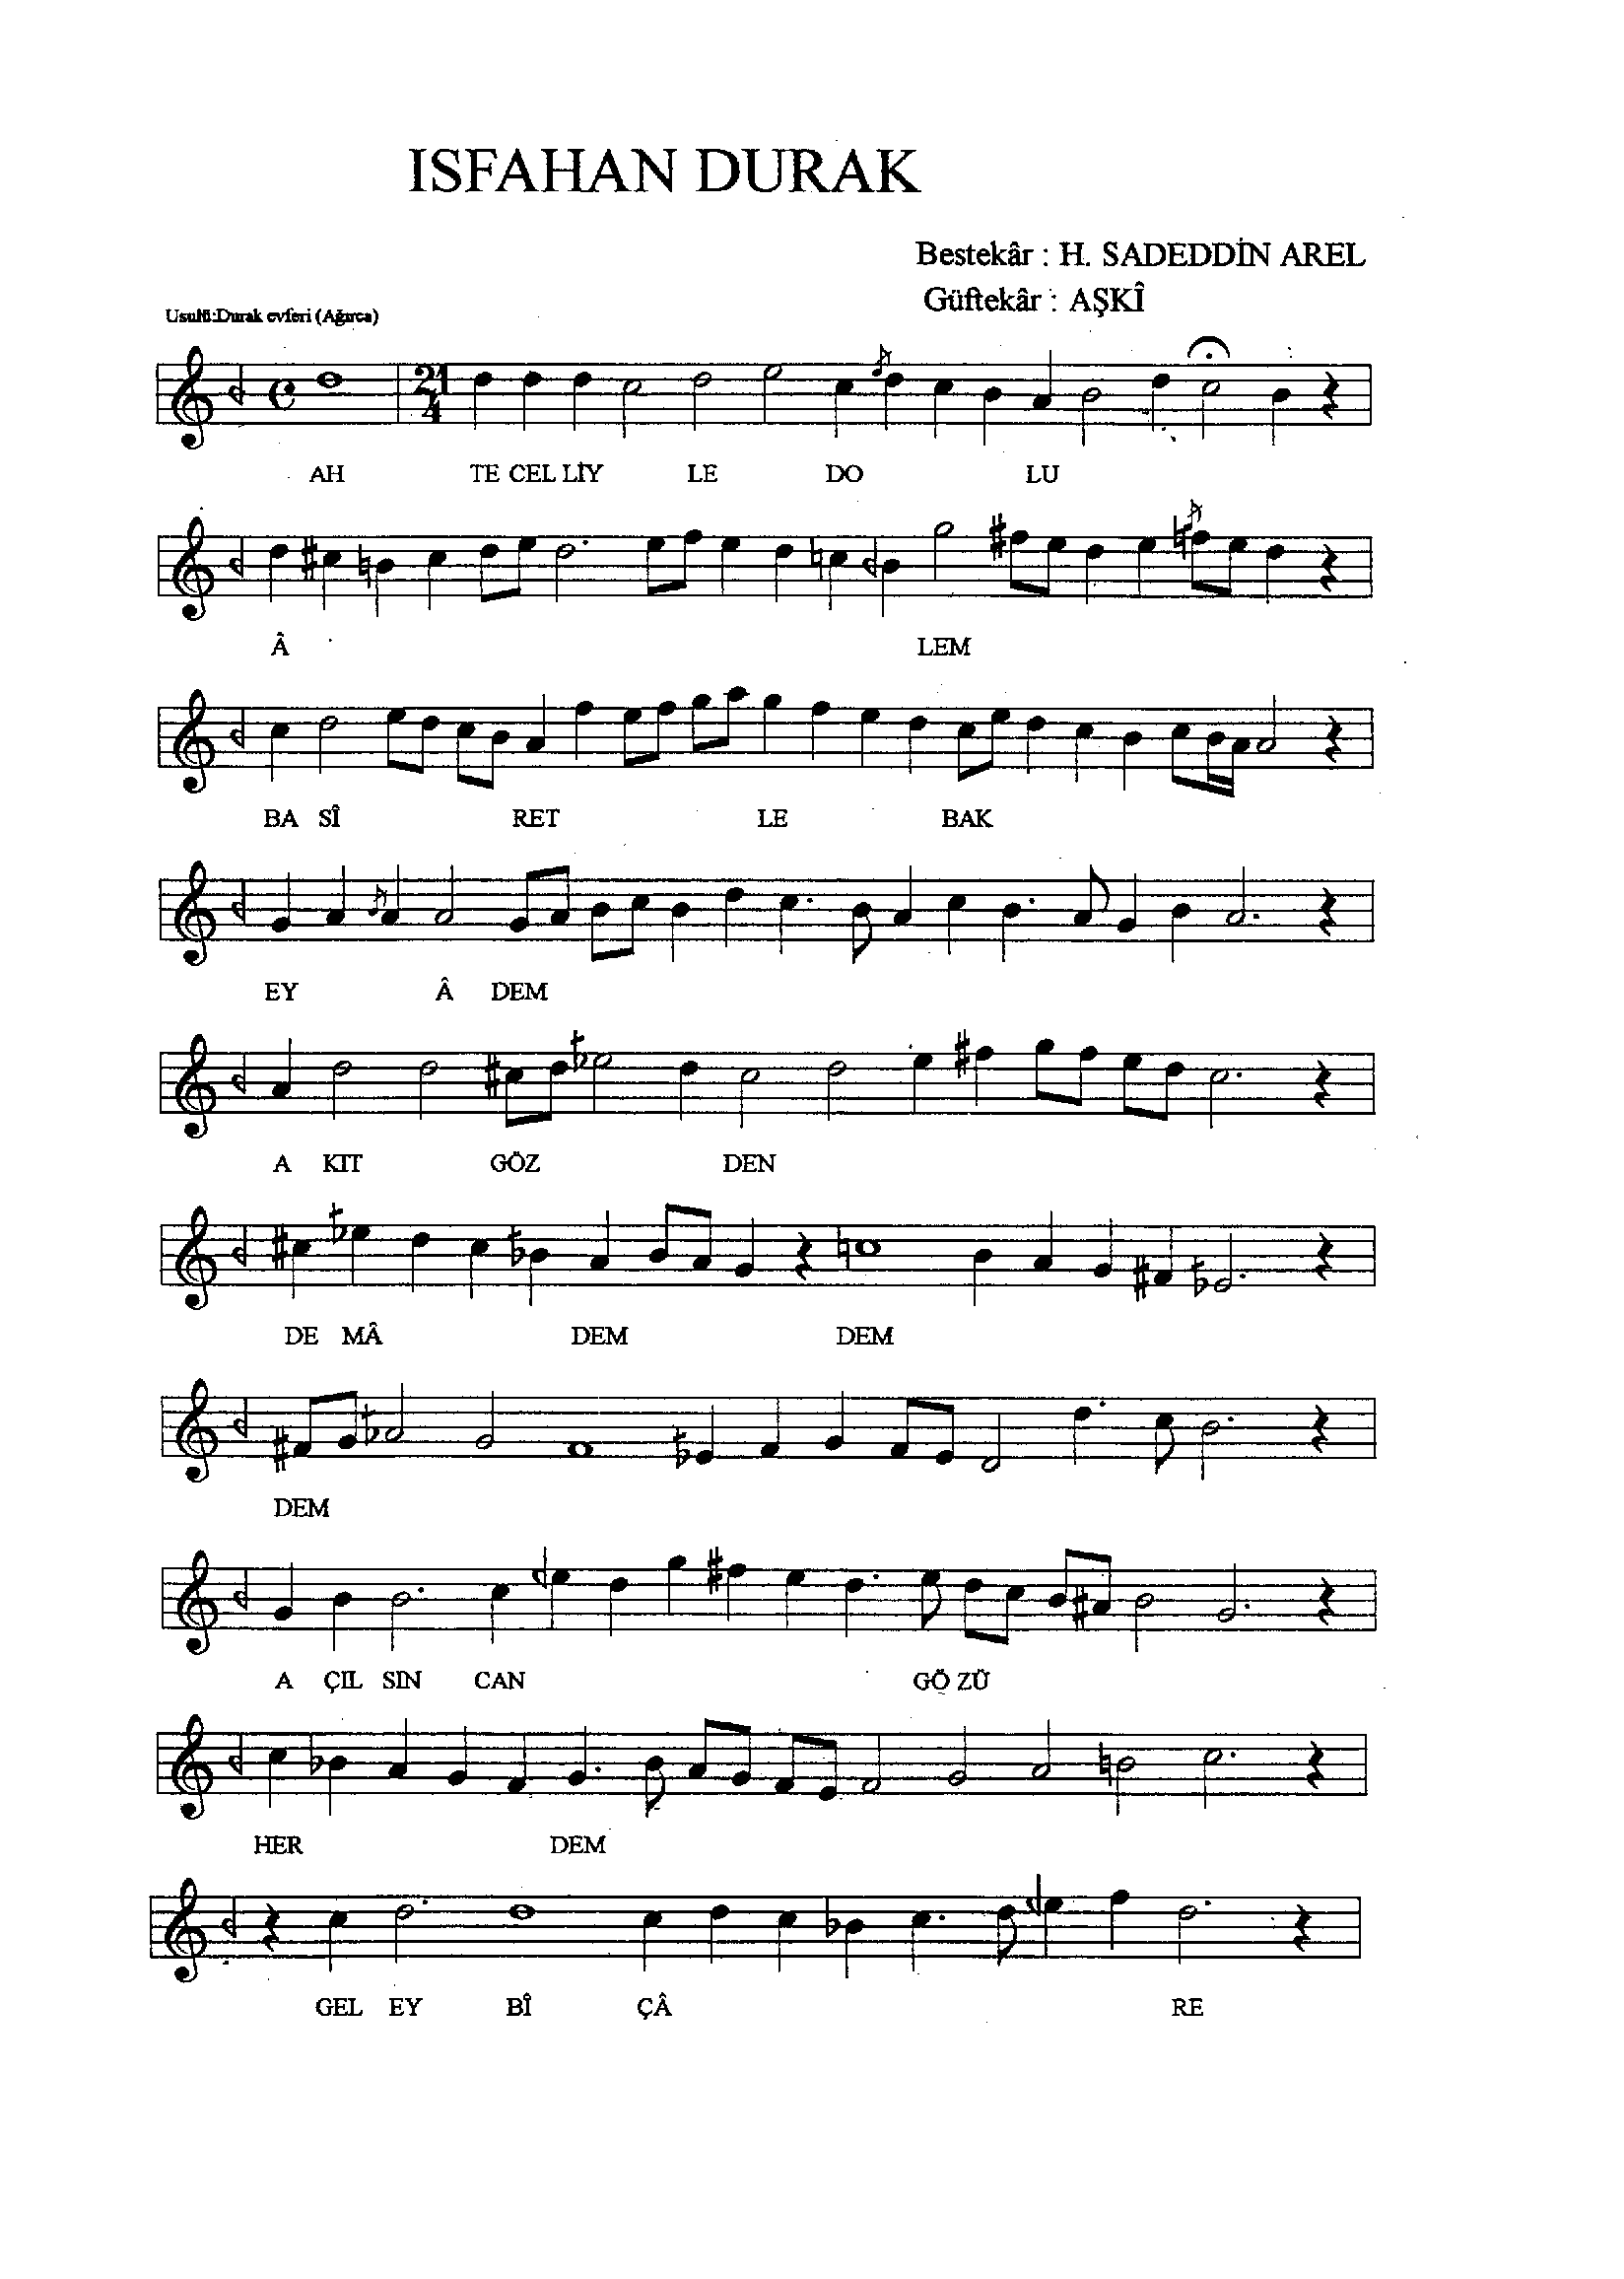 ISFAHAN DURAK
Bestekâr : H. SADEDDİN AREL
Güftekâr : AŞKÎ
Usulü:Durak evferi (Ağırca)
21
4
AH TE CEL LİY LE DO LU
Â LEM
BA SÎ RET LE BAK
EY Â DEM
A KIT GÖZ DEN
DE MÂ DEM DEM
DEM
A ÇIL SIN CAN GÖ ZÜ
HER DEM
GEL EY BÎ ÇÂ RE